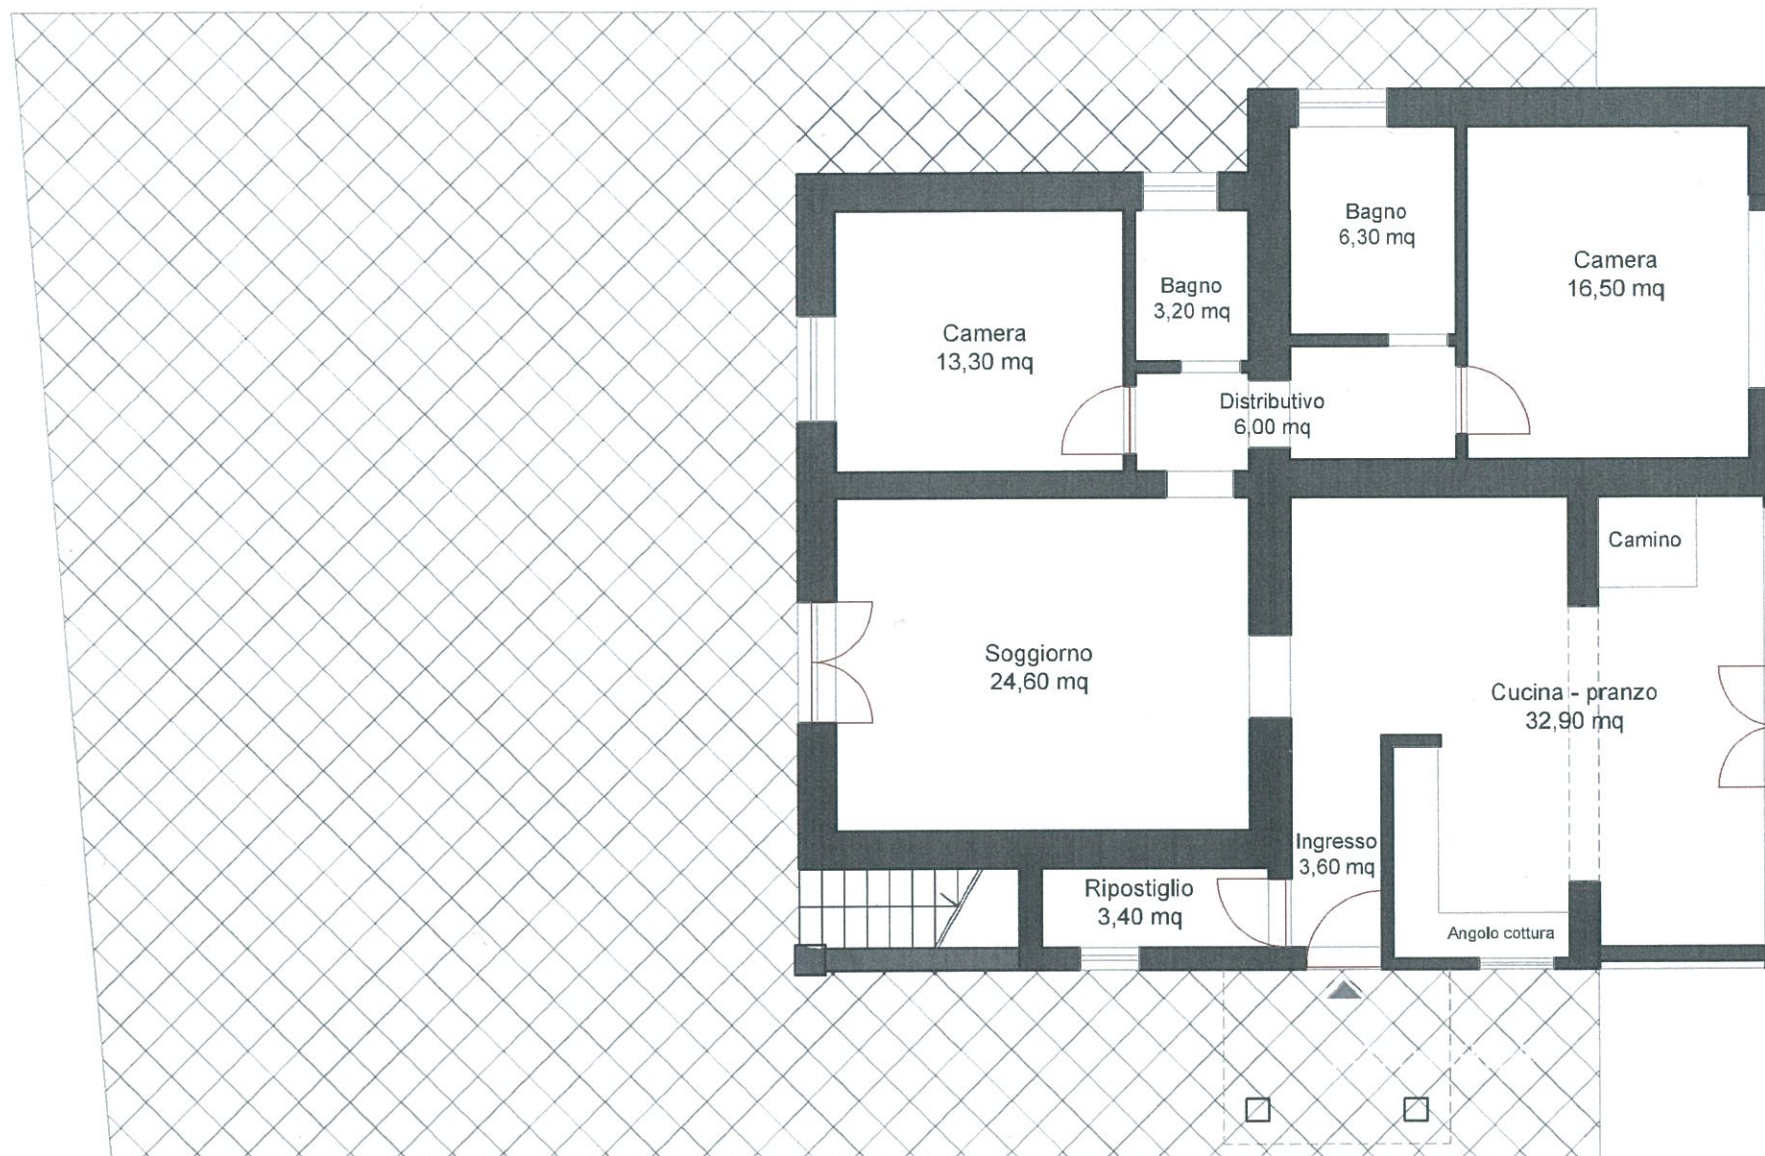 Bagno
6,30 mq
Camera
16,50 mq
Bagno
3,20 mq
Camera
13,30 mq
Distributivo
6,00 mq
Camino
Soggiorno
24,60 mq
Cucina - pranzo
32,90 mq
Ingresso
3,60 mq
Ripostiglio
3,40 mq
Angolo cottura